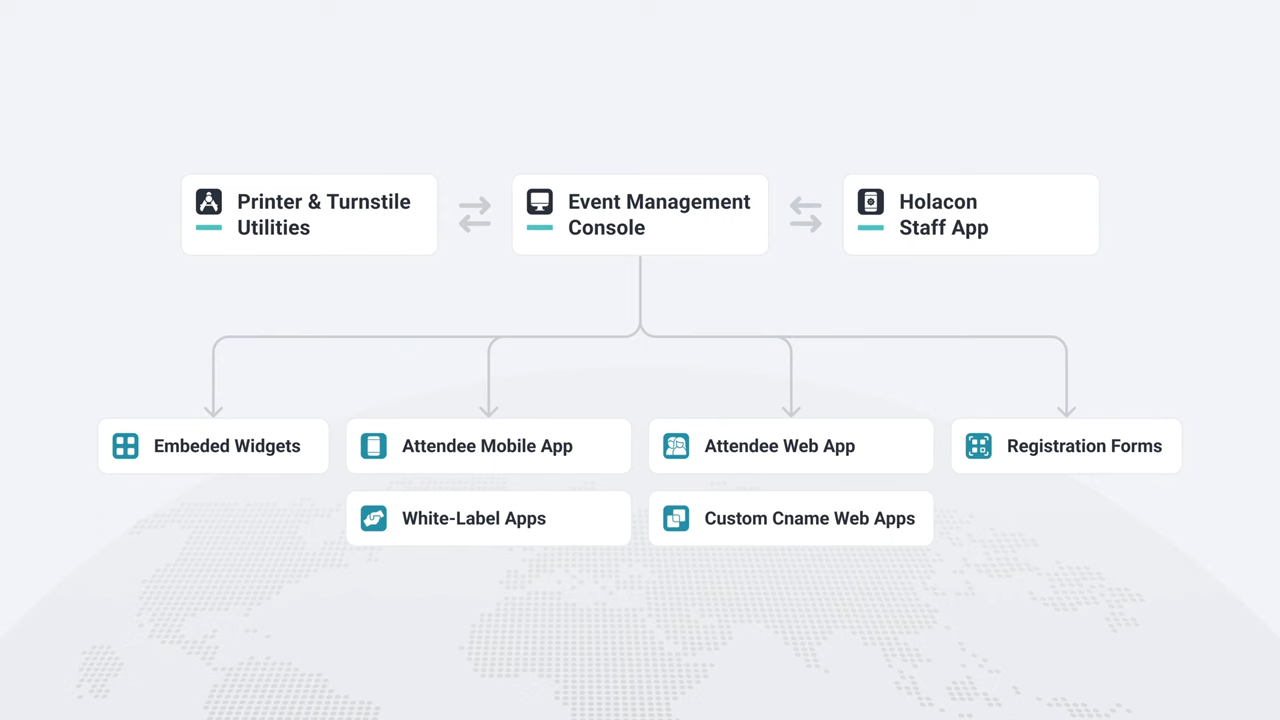 Printer & Turnstile
Utilities
Event Management
Console
Holacon
Staff App
Embeded Widgets
Attendee Mobile App
Attendee Web App
Registration Forms
White-Label Apps
Custom Cname Web Apps